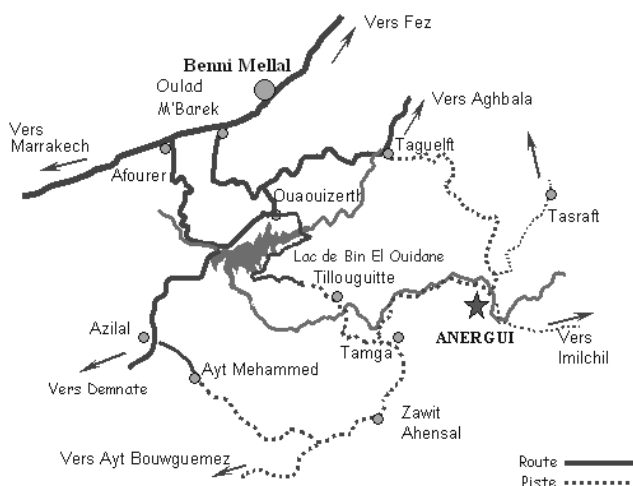 Vers Fez
Benni Mellal
Oulad
M'Barek
Vers Aghbala
Vers
Marrakech
Afourer
Taguelft
Ouaouizerth
Tasraft
Lac de Bin El Ouidane
Tillouguitte
Azilal
ANERGUI
Vers
Imilchil
Tamga
Vers Demnate
Ayt Mehammed
Zawit
Ahensal
Vers Ayt Bouwguemez
Route
Piste